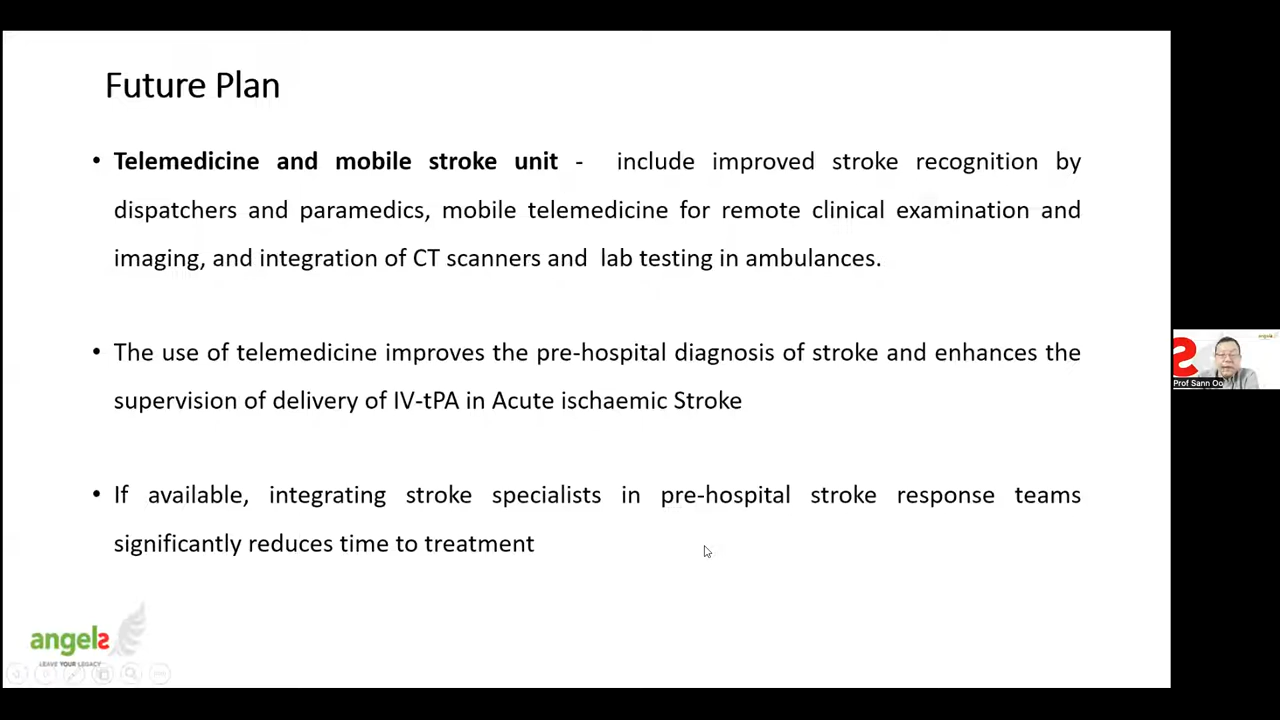 Future Plan
• Telemedicine and mobile stroke unit - include improved stroke recognition by
dispatchers and paramedics, mobile telemedicine for remote clinical examination and
imaging, and integration of CT scanners and lab testing in ambulances.
• The use of telemedicine improves the pre-hospital diagnosis of stroke and enhances the
supervision of delivery of IV-tPA in Acute ischaemic Stroke
• If available, integrating stroke specialists in pre-hospital stroke response teams
significantly reduces time to treatment
angels
LEAVE YOUR LEGACY
Prof Sann Oo